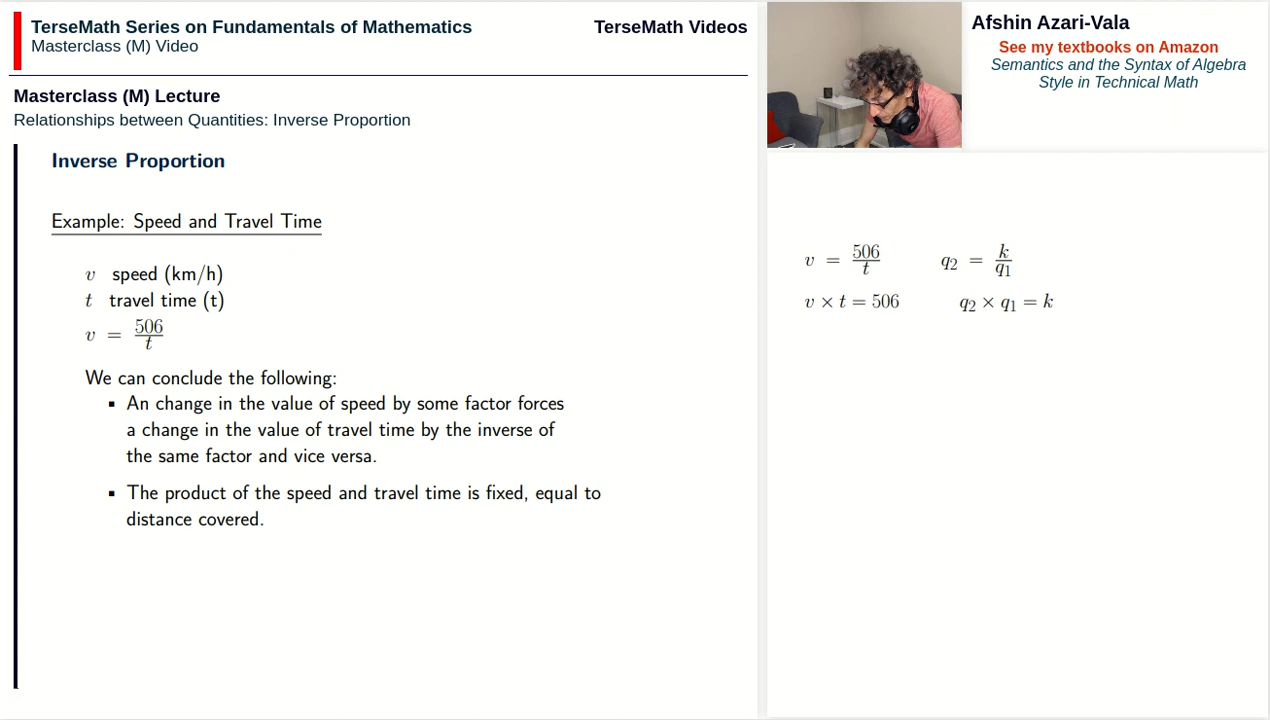 TerseMath Series on Fundamentals of Mathematics
Masterclass (M) Video
TerseMath Videos
Masterclass (M) Lecture
Relationships between Quantities: Inverse Proportion
Inverse Proportion
Example: Speed and Travel Time
v speed (km/h)
t travel time (t)
v = 506/t
We can conclude the following:
▪ An change in the value of speed by some factor forces
a change in the value of travel time by the inverse of
the same factor and vice versa.
▪ The product of the speed and travel time is fixed, equal to
distance covered.
Afshin Azari-Vala
See my textbooks on Amazon
Semantics and the Syntax of Algebra
Style in Technical Math
v = 506/t q₂ = k/q₁
v × t = 506 q₂ × q₁ = k